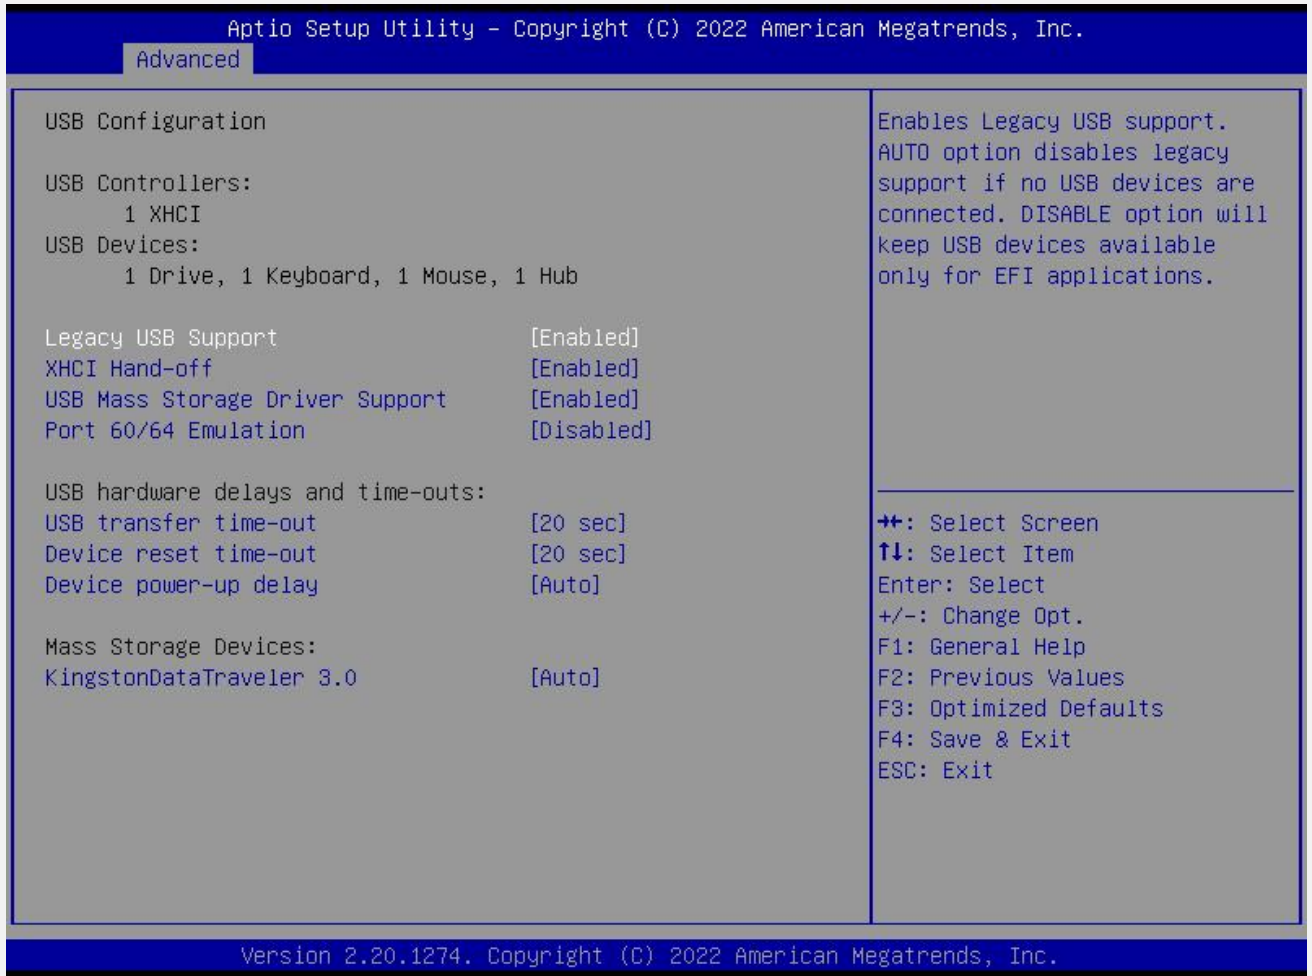 Aptio Setup Utility – Copyright (C) 2022 American Megatrends, Inc.
Advanced
USB Configuration
USB Controllers:
1 XHCI
USB Devices:
1 Drive, 1 Keyboard, 1 Mouse, 1 Hub
Legacy USB Support [Enabled]
XHCI Hand-off [Enabled]
USB Mass Storage Driver Support [Enabled]
Port 60/64 Emulation [Disabled]
USB hardware delays and time-outs:
USB transfer time-out [20 sec]
Device reset time-out [20 sec]
Device power-up delay [Auto]
Mass Storage Devices:
KingstonDataTraveler 3.0 [Auto]
Enables Legacy USB support.
AUTO option disables legacy
support if no USB devices are
connected. DISABLE option will
keep USB devices available
only for EFI applications.
→←: Select Screen
↑↓: Select Item
Enter: Select
+/-: Change Opt.
F1: General Help
F2: Previous Values
F3: Optimized Defaults
F4: Save & Exit
ESC: Exit
Version 2.20.1274. Copyright (C) 2022 American Megatrends, Inc.